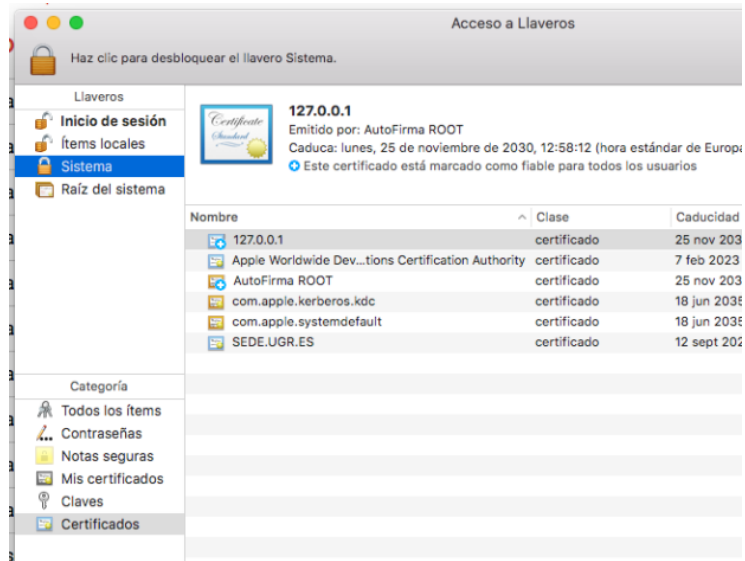 Acceso a Llaveros
Haz clic para desbloquear el llavero Sistema.
Llaveros
Inicio de sesión
Ítems locales
Sistema
Raíz del sistema
Certificate
Standard
127.0.0.1
Emitido por: AutoFirma ROOT
Caduca: lunes, 25 de noviembre de 2030, 12:58:12 (hora estándar de Europa
Este certificado está marcado como fiable para todos los usuarios
Nombre Clase Caducidad
127.0.0.1 certificado 25 nov 203
Apple Worldwide Dev...tions Certification Authority certificado 7 feb 2023
AutoFirma ROOT certificado 25 nov 203
com.apple.kerberos.kdc certificado 18 jun 2035
com.apple.systemdefault certificado 18 jun 2035
SEDE.UGR.ES certificado 12 sept 202
Categoría
Todos los ítems
Contraseñas
Notas seguras
Mis certificados
Claves
Certificados